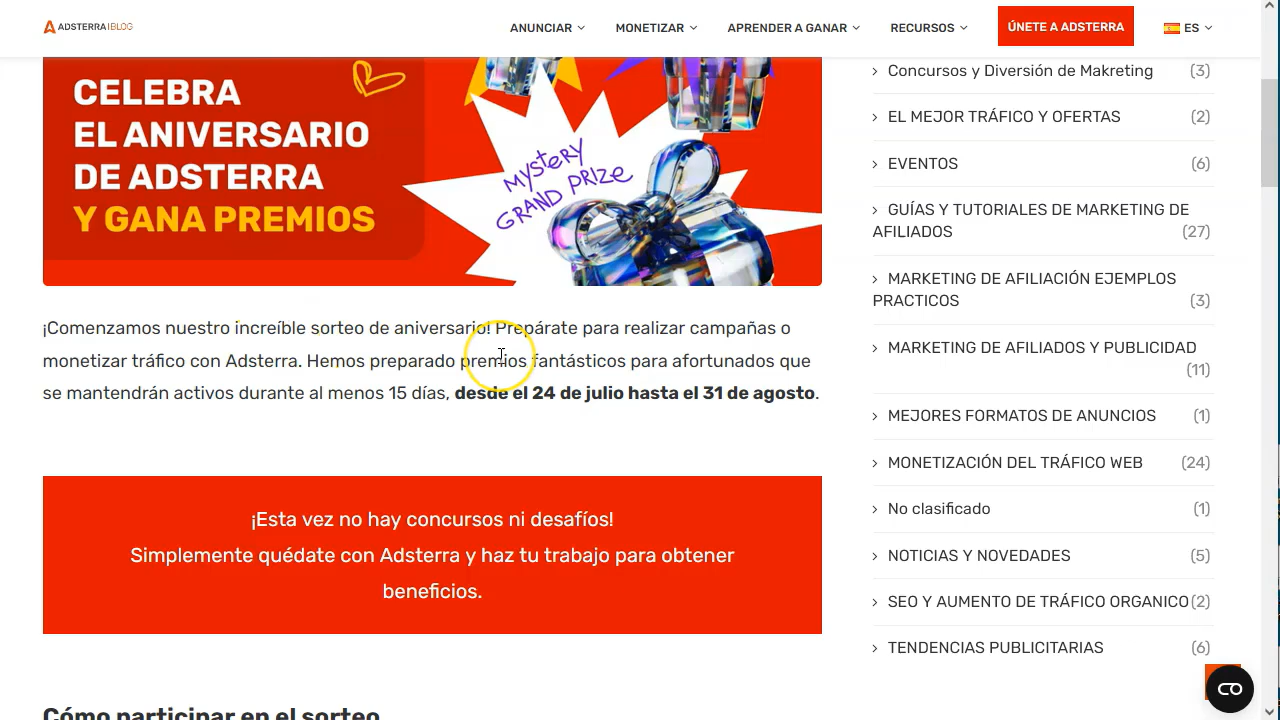 ADSTERRA|BLOG
ANUNCIAR
MONETIZAR
APRENDER A GANAR
RECURSOS
ÚNETE A ADSTERRA
ES
CELEBRA
EL ANIVERSARIO
DE ADSTERRA
Y GANA PREMIOS
MYSTERY
GRAND PRIZE
¡Comenzamos nuestro increíble sorteo de aniversario! Prepárate para realizar campañas o
monetizar tráfico con Adsterra. Hemos preparado premios fantásticos para afortunados que
se mantendrán activos durante al menos 15 días, desde el 24 de julio hasta el 31 de agosto.
¡Esta vez no hay concursos ni desafíos!
Simplemente quédate con Adsterra y haz tu trabajo para obtener
beneficios.
Cómo participar en el sorteo
Concursos y Diversión de Makreting (3)
EL MEJOR TRÁFICO Y OFERTAS (2)
EVENTOS (6)
GUÍAS Y TUTORIALES DE MARKETING DE
AFILIADOS (27)
MARKETING DE AFILIACIÓN EJEMPLOS
PRACTICOS (3)
MARKETING DE AFILIADOS Y PUBLICIDAD
(11)
MEJORES FORMATOS DE ANUNCIOS (1)
MONETIZACIÓN DEL TRÁFICO WEB (24)
No clasificado (1)
NOTICIAS Y NOVEDADES (5)
SEO Y AUMENTO DE TRÁFICO ORGANICO (2)
TENDENCIAS PUBLICITARIAS (6)